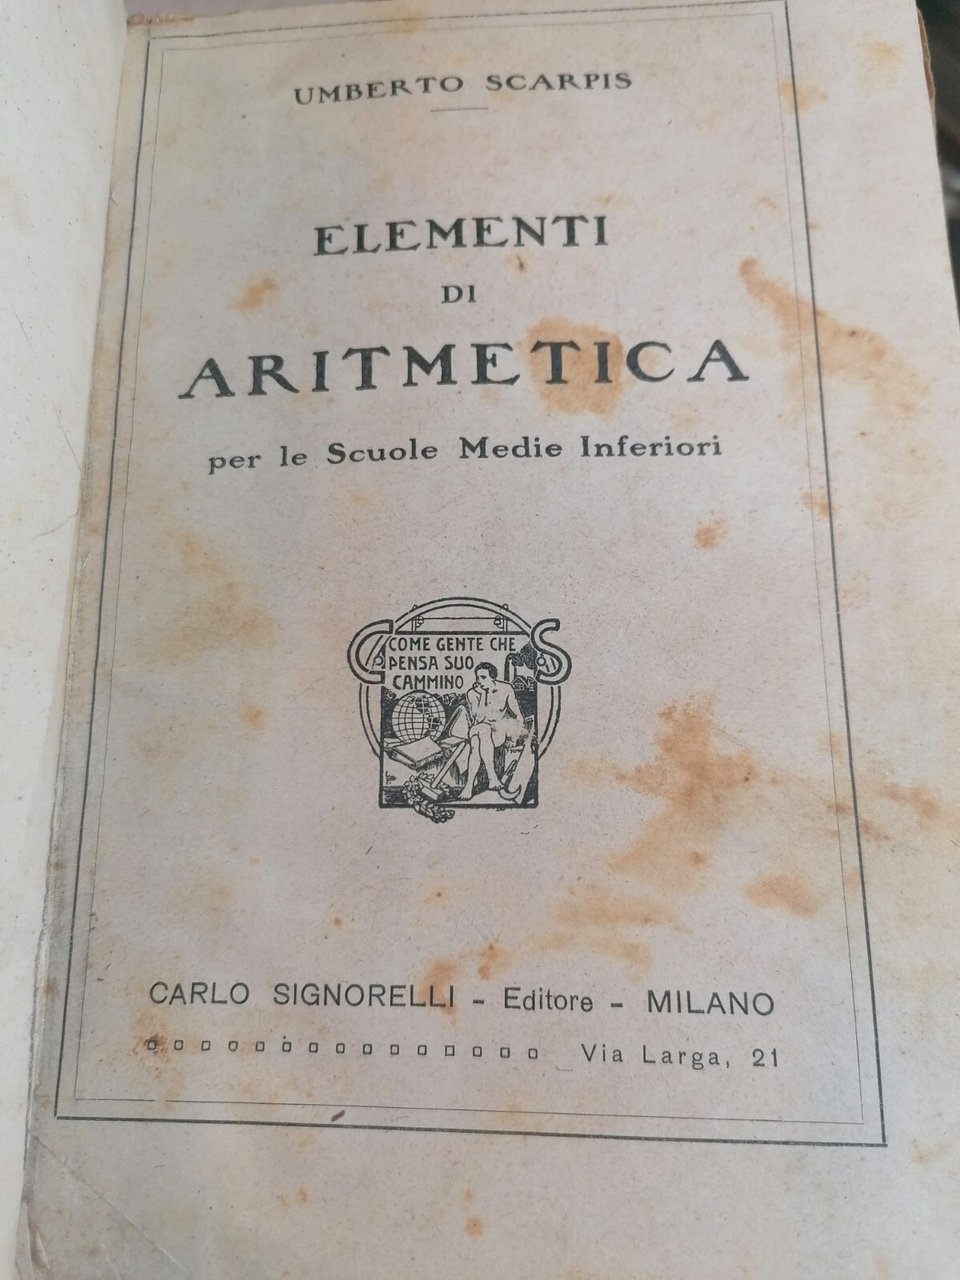 UMBERTO SCARPIS
ELEMENTI
DI
ARITMETICA
per le Scuole Medie Inferiori
C S
COME GENTE CHE
PENSA SUO
CAMMINO
CARLO SIGNORELLI - Editore - MILANO
Via Larga, 21